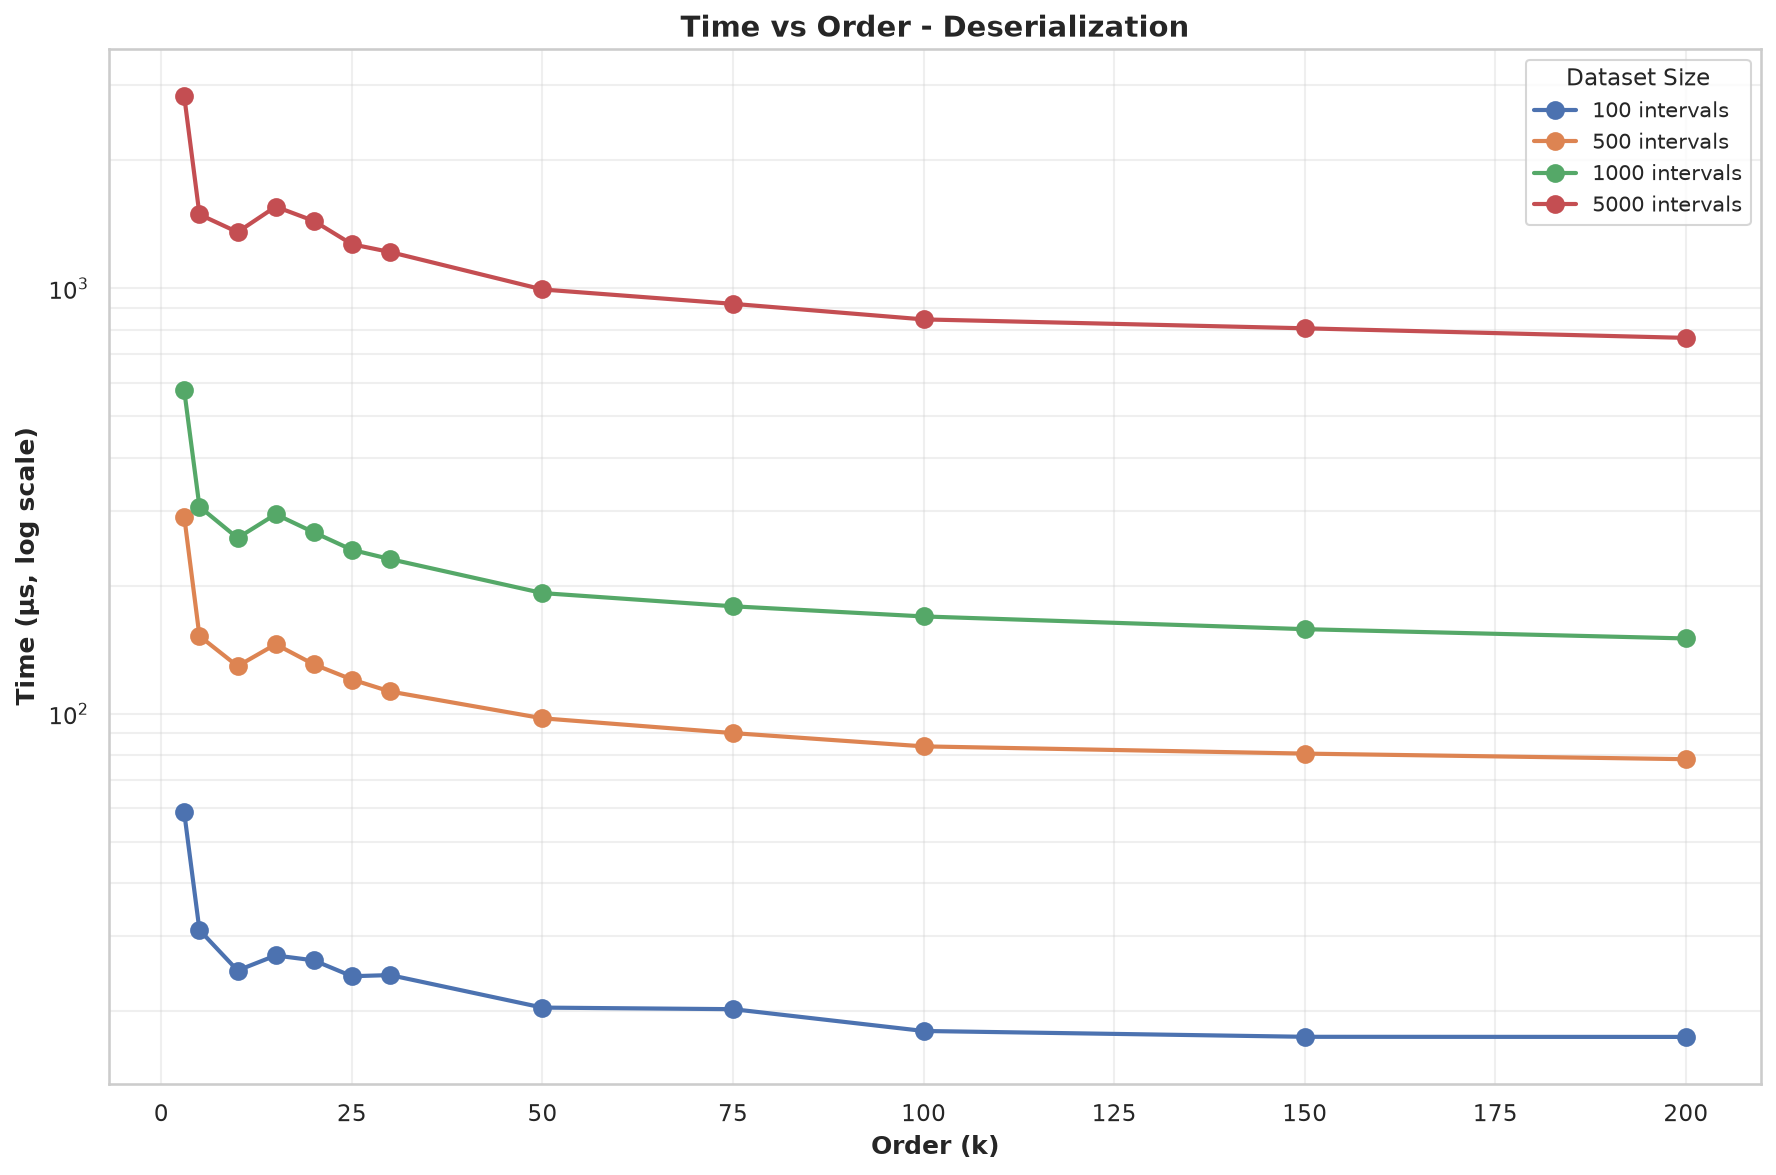 Time vs Order - Deserialization
Dataset Size
100 intervals
500 intervals
1000 intervals
5000 intervals
Time (µs, log scale)
10³
10²
0 25 50 75 100 125 150 175 200
Order (k)